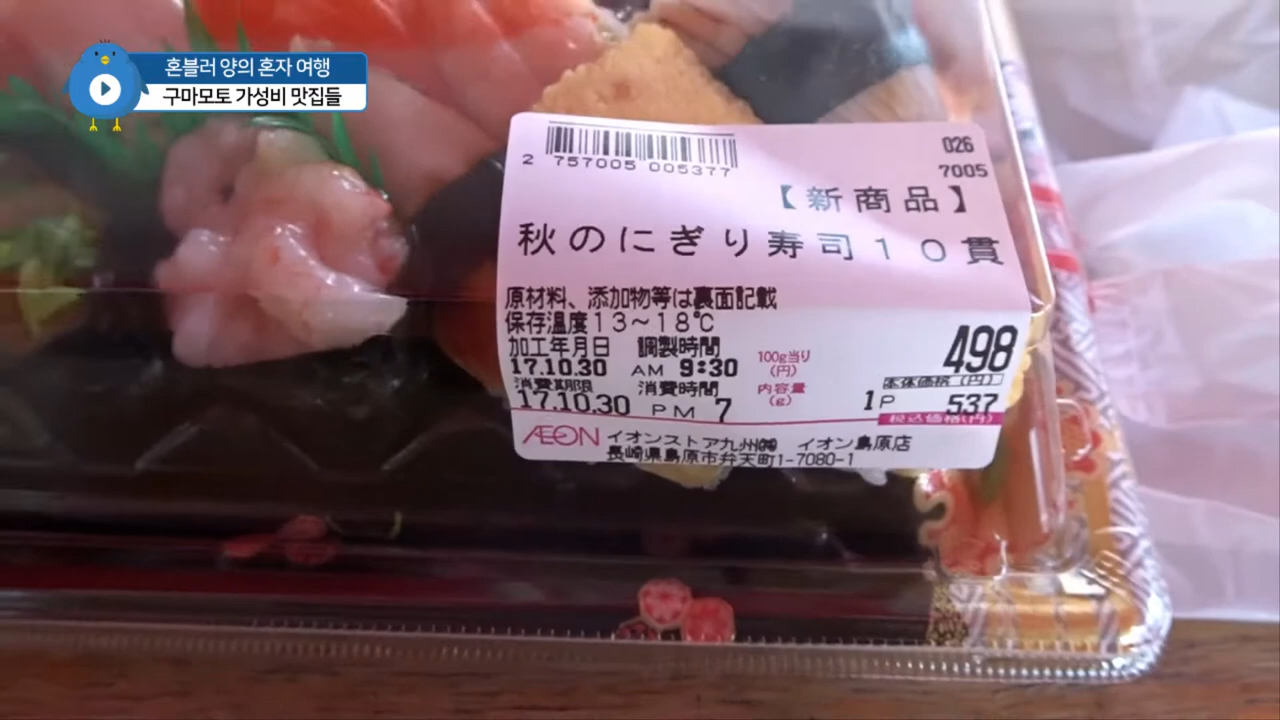 혼블러 양의 혼자 여행
구마모토 가성비 맛집들
026
2 757005 005377
7005
【新商品】
秋のにぎり寿司10貫
原材料、添加物等は裏面記載
保存温度13～18℃
加工年月日 調製時間
17.10.30 AM 9:30
100g当り
(円)
498
本体価格(円)
消費期限 消費時間
17.10.30 PM 7
内容量
(g)
1P
537
税込価格(円)
ÆON イオンストア九州㈱ イオン島原店
長崎県島原市弁天町1-7080-1